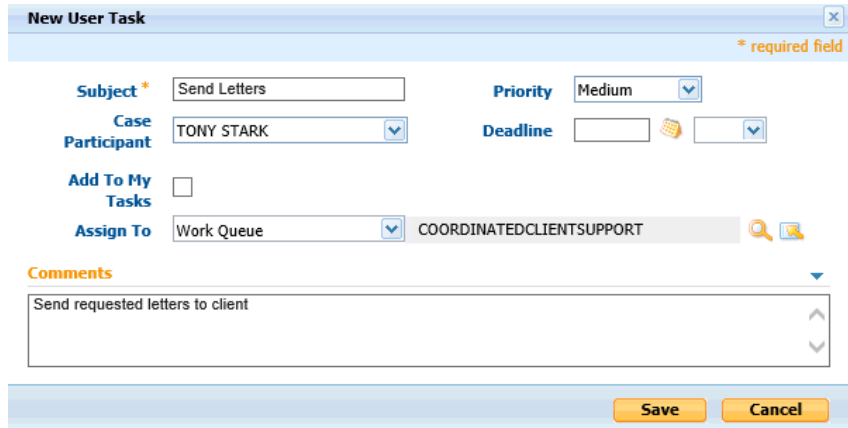 New User Task
* required field
Subject * Send Letters Priority Medium
Case Participant TONY STARK Deadline
Add To My Tasks
Assign To Work Queue COORDINATEDCLIENTSUPPORT
Comments
Send requested letters to client
Save Cancel